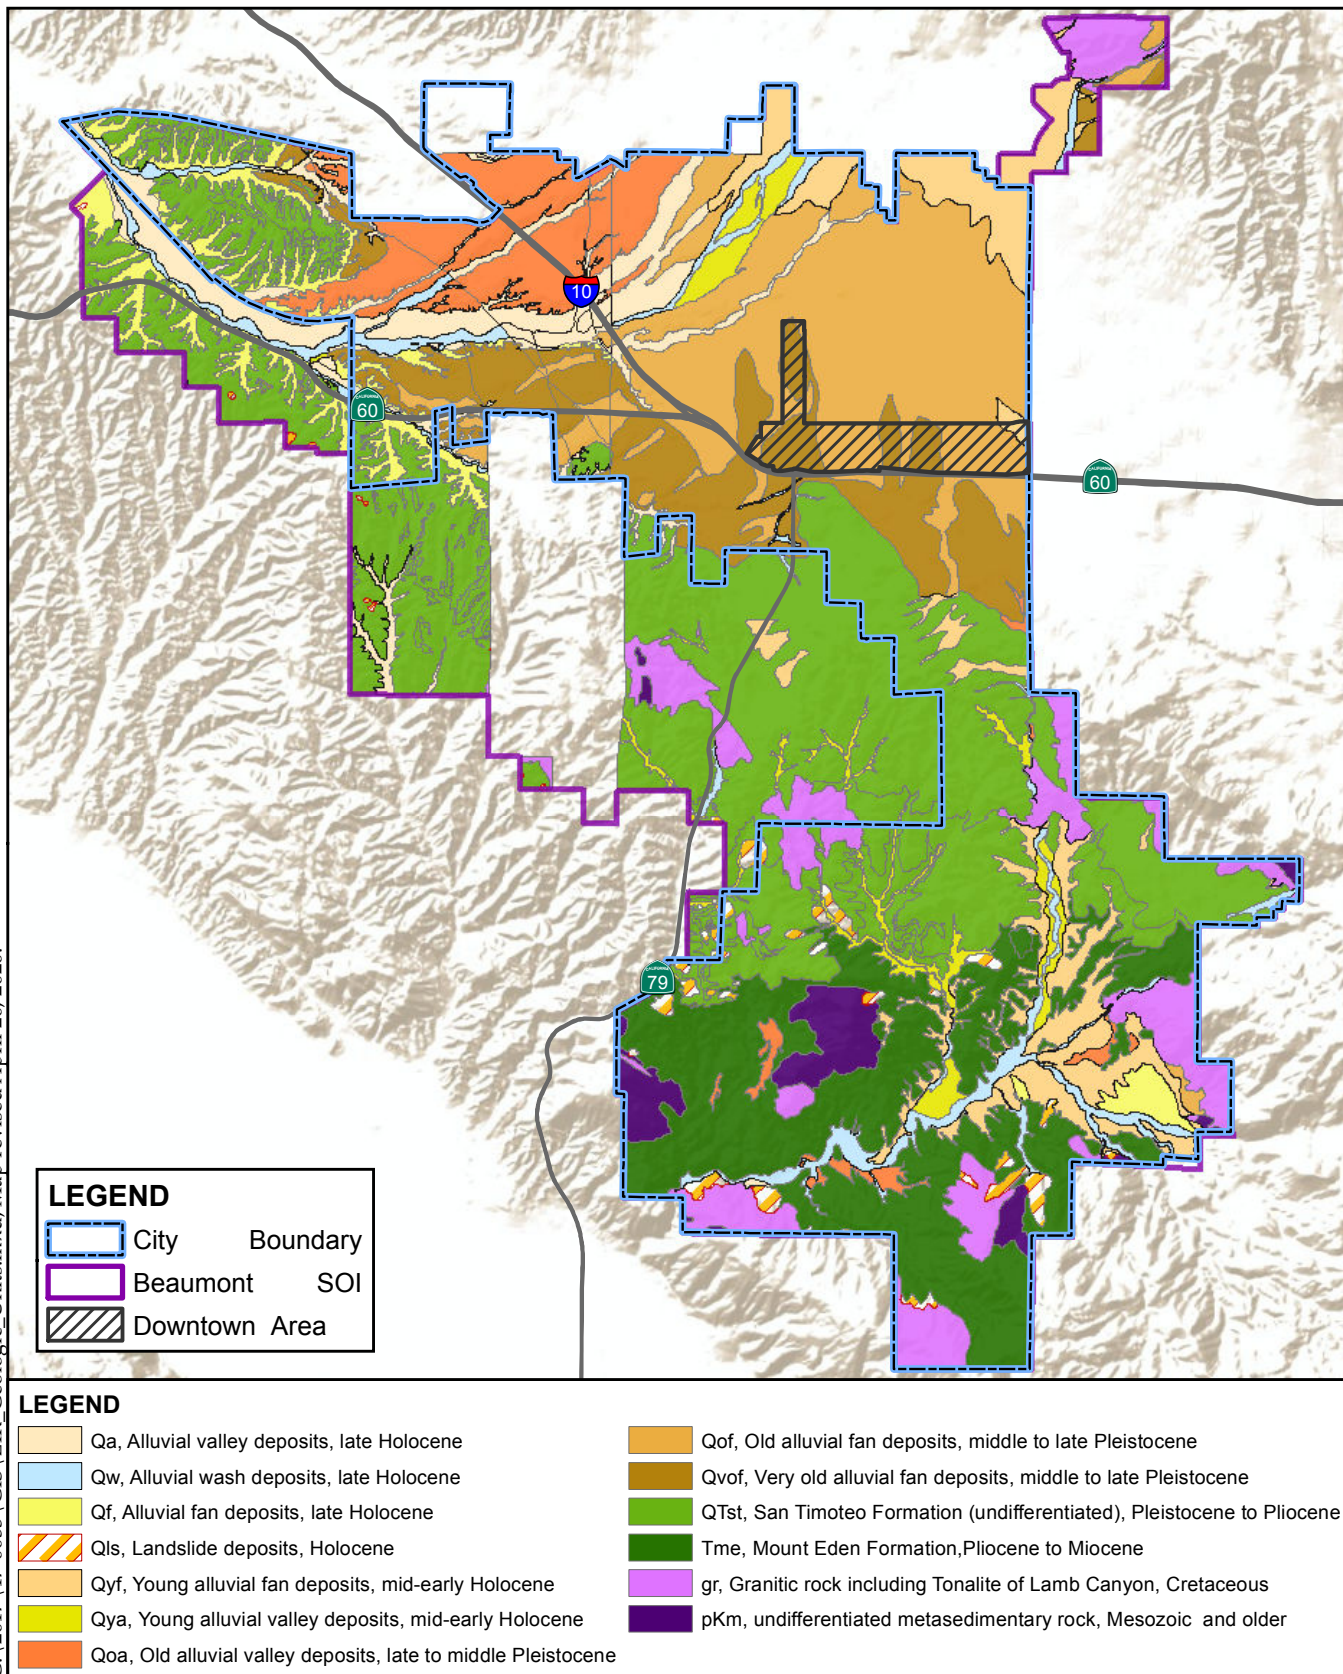 10
CALIFORNIA
60
CALIFORNIA
60
CALIFORNIA
79
LEGEND
City Boundary
Beaumont SOI
Downtown Area
LEGEND
Qa, Alluvial valley deposits, late Holocene
Qw, Alluvial wash deposits, late Holocene
Qf, Alluvial fan deposits, late Holocene
Qls, Landslide deposits, Holocene
Qyf, Young alluvial fan deposits, mid-early Holocene
Qya, Young alluvial valley deposits, mid-early Holocene
Qoa, Old alluvial valley deposits, late to middle Pleistocene
Qof, Old alluvial fan deposits, middle to late Pleistocene
Qvof, Very old alluvial fan deposits, middle to late Pleistocene
QTst, San Timoteo Formation (undifferentiated), Pleistocene to Pliocene
Tme, Mount Eden Formation,Pliocene to Miocene
gr, Granitic rock including Tonalite of Lamb Canyon, Cretaceous
pKm, undifferentiated metasedimentary rock, Mesozoic and older